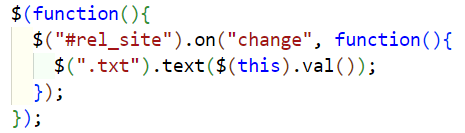 $(function(){
  $("#rel_site").on("change", function(){
    $(".txt").text($(this).val());
  });
});